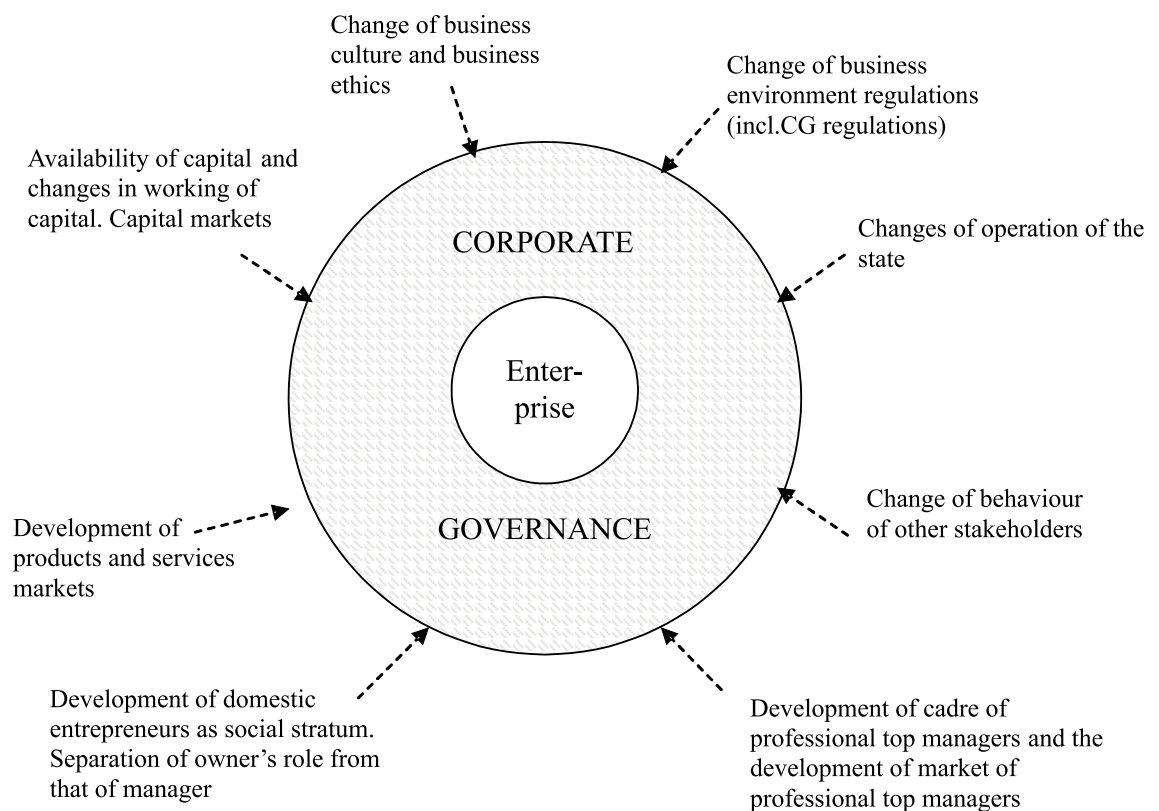 Change of business
culture and business
ethics
Change of business
environment regulations
(incl.CG regulations)
Availability of capital and
changes in working of
capital. Capital markets
CORPORATE
Changes of operation of the
state
Enter-
prise
Change of behaviour
of other stakeholders
GOVERNANCE
Development of
products and services
markets
Development of domestic
entrepreneurs as social stratum.
Separation of owner’s role from
that of manager
Development of cadre of
professional top managers and the
development of market of
professional top managers